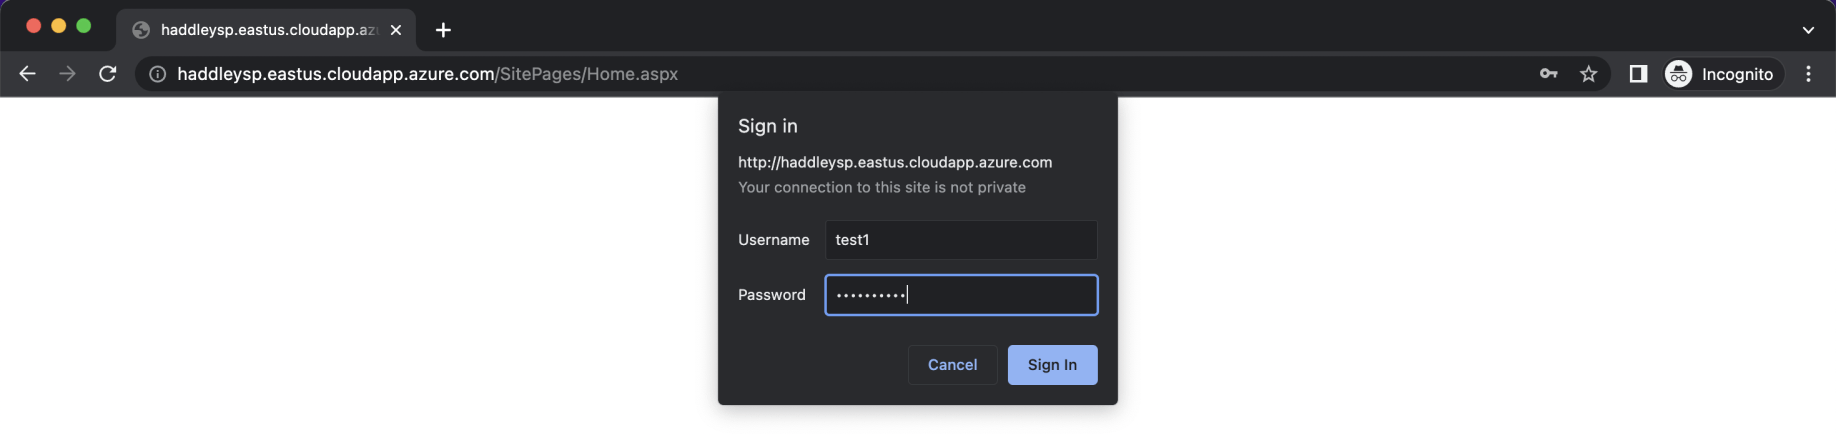 haddleysp.eastus.cloudapp.az
haddleysp.eastus.cloudapp.azure.com/SitePages/Home.aspx
Incognito
Sign in
http://haddleysp.eastus.cloudapp.azure.com
Your connection to this site is not private
Username test1
Password ••••••••••
Cancel Sign In